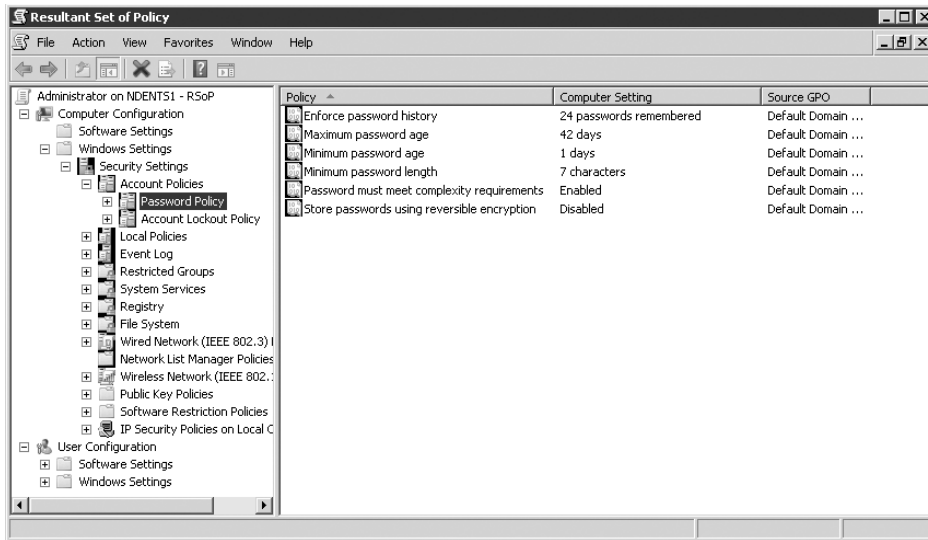 Resultant Set of Policy
File Action View Favorites Window Help
Administrator on NDENTS1 - RSoP
Computer Configuration
Software Settings
Windows Settings
Security Settings
Account Policies
Password Policy
Account Lockout Policy
Local Policies
Event Log
Restricted Groups
System Services
Registry
File System
Wired Network (IEEE 802.3)
Network List Manager Policies
Wireless Network (IEEE 802.
Public Key Policies
Software Restriction Policies
IP Security Policies on Local C
User Configuration
Software Settings
Windows Settings
Policy Computer Setting Source GPO
Enforce password history 24 passwords remembered Default Domain ...
Maximum password age 42 days Default Domain ...
Minimum password age 1 days Default Domain ...
Minimum password length 7 characters Default Domain ...
Password must meet complexity requirements Enabled Default Domain ...
Store passwords using reversible encryption Disabled Default Domain ...